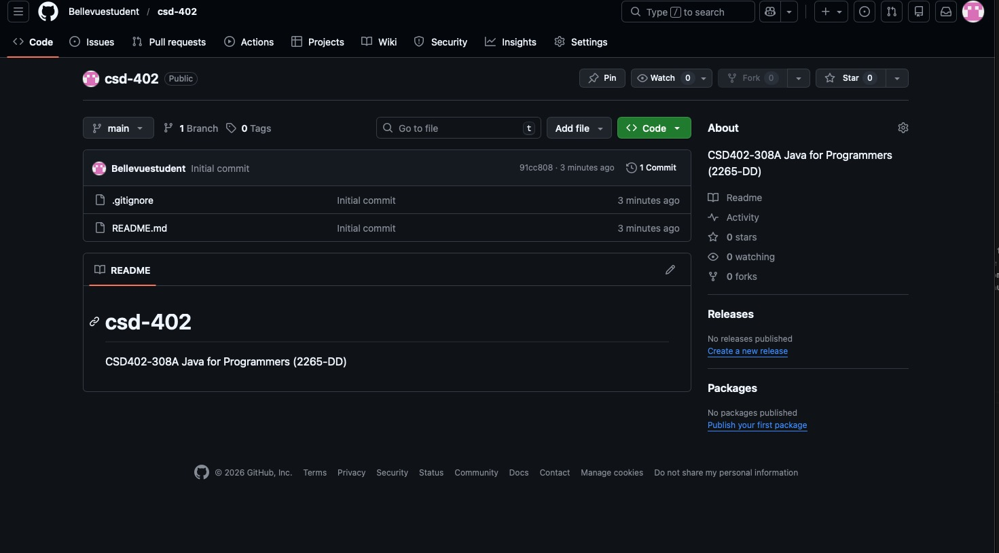 Bellevuestudent / csd-402
Type / to search
Code Issues Pull requests Actions Projects Wiki Security Insights Settings
csd-402 Public
Pin Watch 0 Fork 0 Star 0
main 1 Branch 0 Tags
Go to file t Add file Code
Bellevuestudent Initial commit 91cc808 · 3 minutes ago 1 Commit
.gitignore Initial commit 3 minutes ago
README.md Initial commit 3 minutes ago
README
csd-402
CSD402-308A Java for Programmers (2265-DD)
About
CSD402-308A Java for Programmers
(2265-DD)
Readme
Activity
0 stars
0 watching
0 forks
Releases
No releases published
Create a new release
Packages
No packages published
Publish your first package
© 2026 GitHub, Inc. Terms Privacy Security Status Community Docs Contact Manage cookies Do not share my personal information